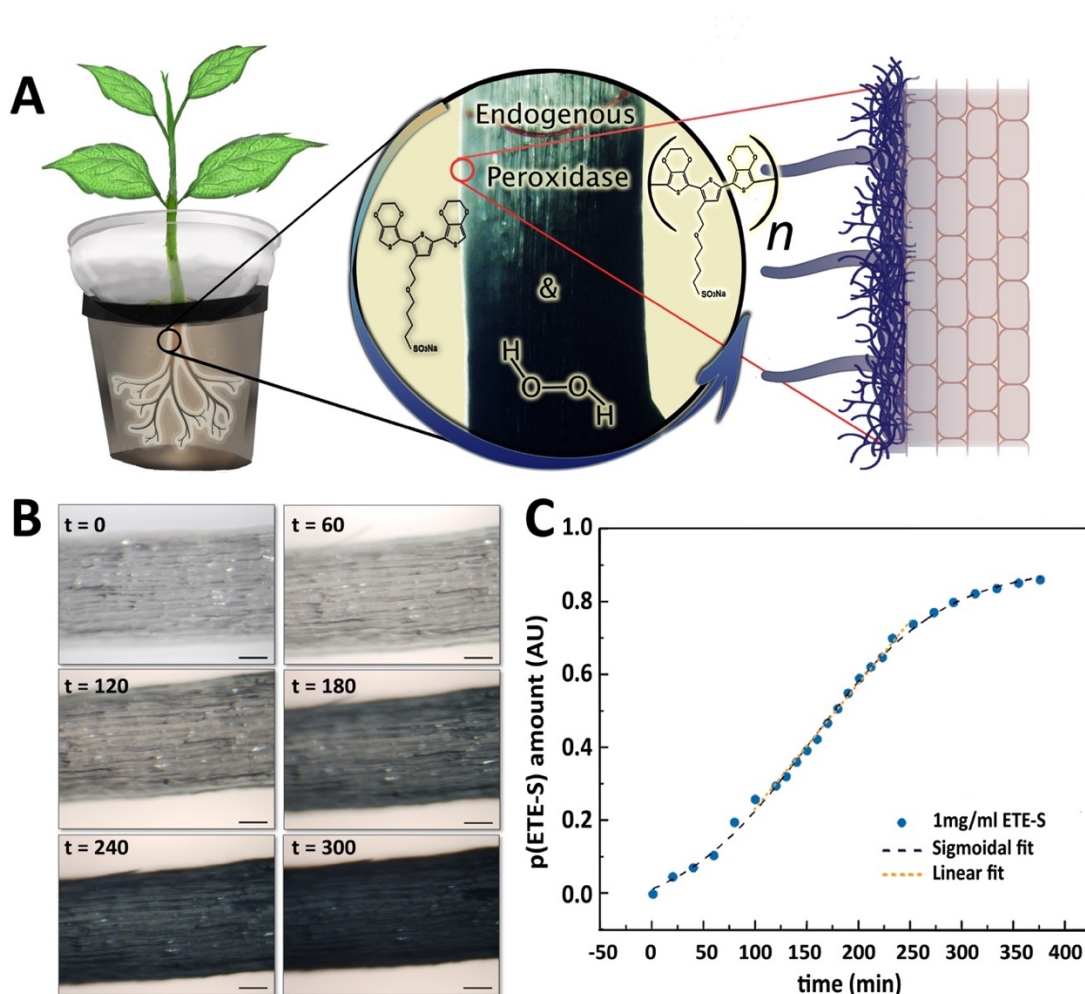 A
Endogenous
Peroxidase
&
SO₃Na
H
O
O
H
SO₃Na
n
B
t = 0
t = 60
t = 120
t = 180
t = 240
t = 300
C
p(ETE-S) amount (AU)
1.0
0.8
0.6
0.4
0.2
0.0
1mg/ml ETE-S
Sigmoidal fit
Linear fit
-50 0 50 100 150 200 250 300 350 400
time (min)